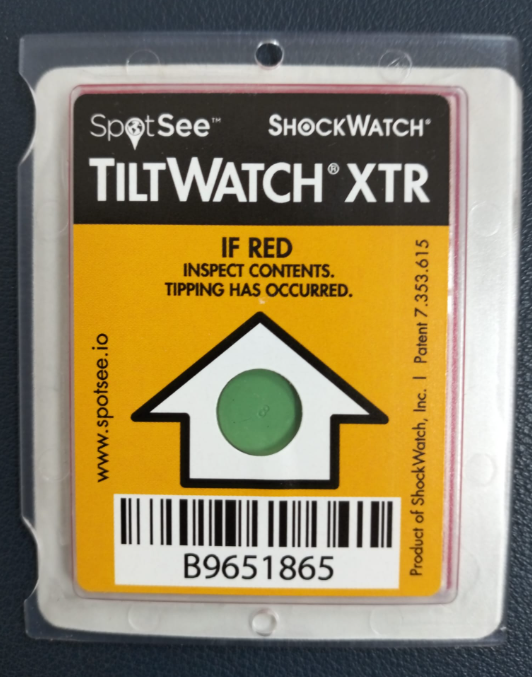 SpotSee™
SHOCKWATCH®
TILTWATCH® XTR
IF RED
INSPECT CONTENTS.
TIPPING HAS OCCURRED.
www.spotsee.io
Product of ShockWatch, Inc. | Patent 7.353.615
B9651865